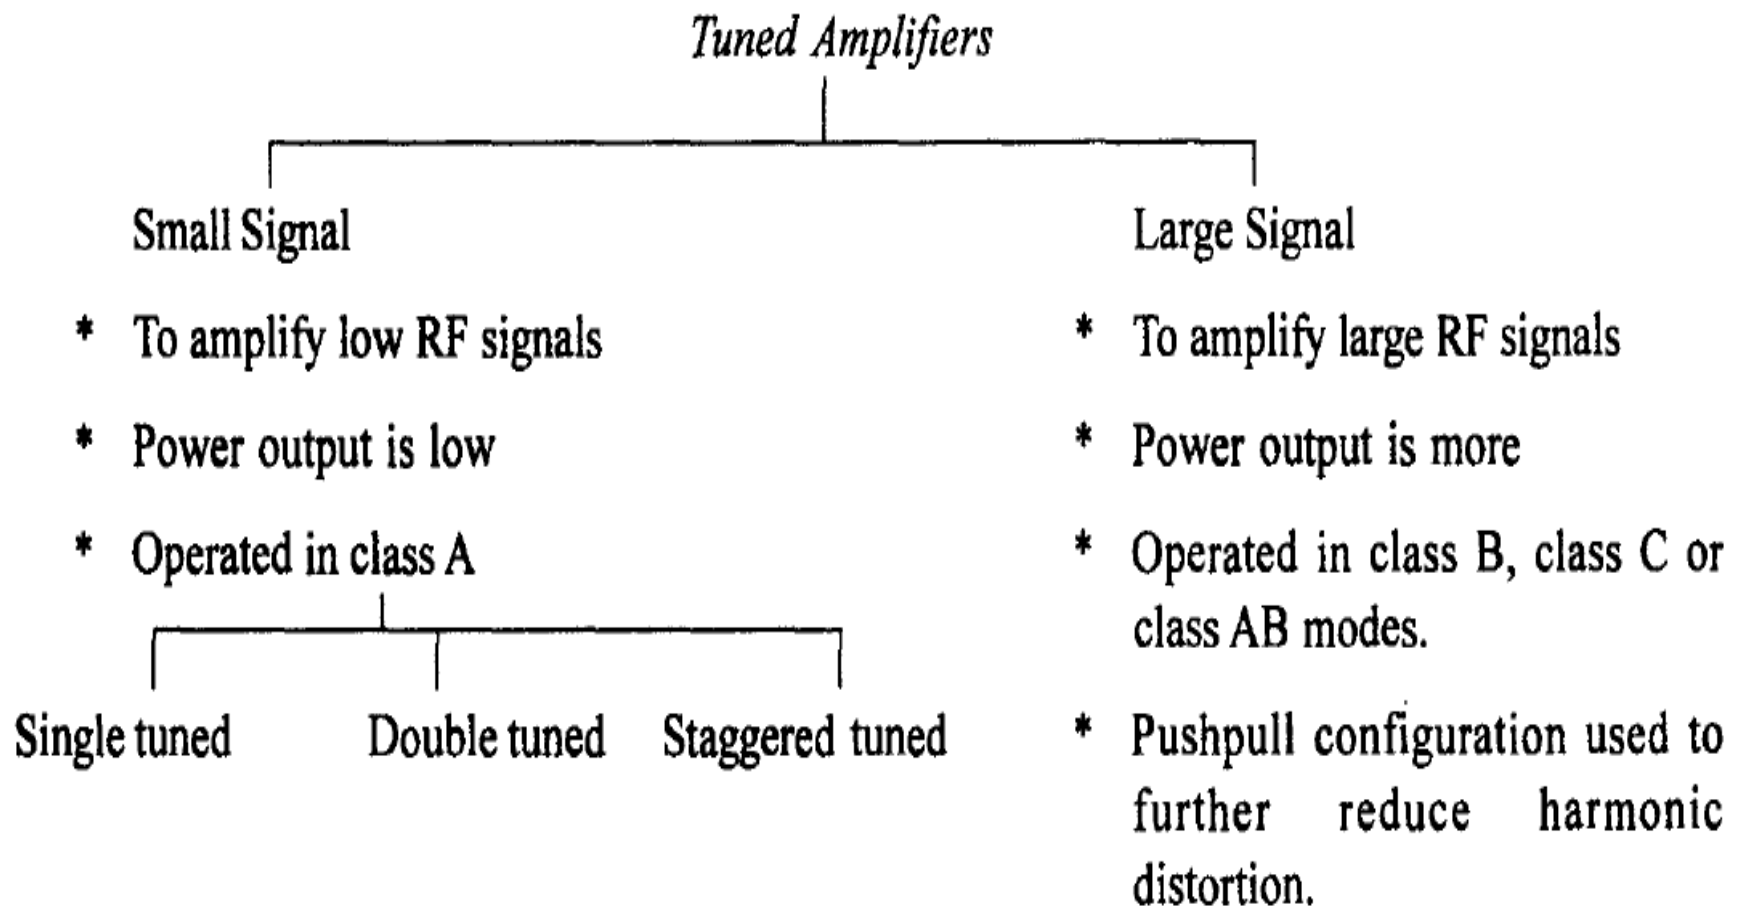 Tuned Amplifiers
Small Signal
* To amplify low RF signals
* Power output is low
* Operated in class A
Single tuned
Double tuned
Staggered tuned
Large Signal
* To amplify large RF signals
* Power output is more
* Operated in class B, class C or
class AB modes.
* Pushpull configuration used to
further reduce harmonic
distortion.